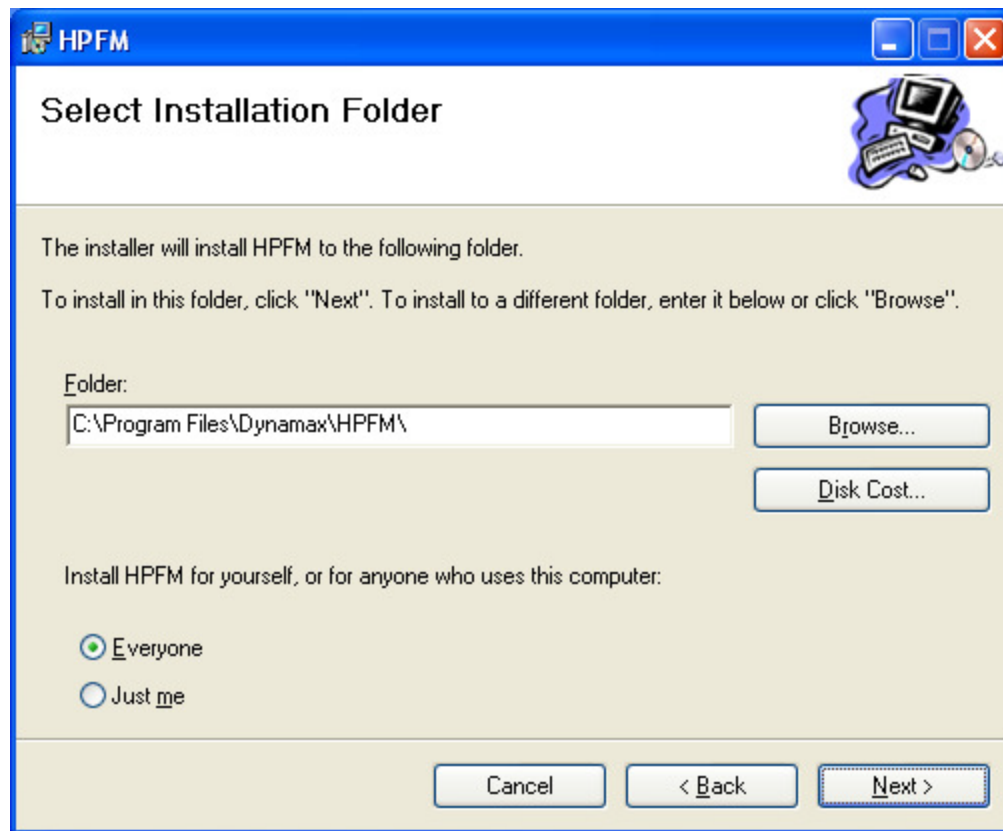 HPFM
Select Installation Folder
The installer will install HPFM to the following folder.
To install in this folder, click "Next". To install to a different folder, enter it below or click "Browse".
Folder:
C:\Program Files\Dynamax\HPFM\
Browse...
Disk Cost...
Install HPFM for yourself, or for anyone who uses this computer:
Everyone
Just me
Cancel
< Back
Next >